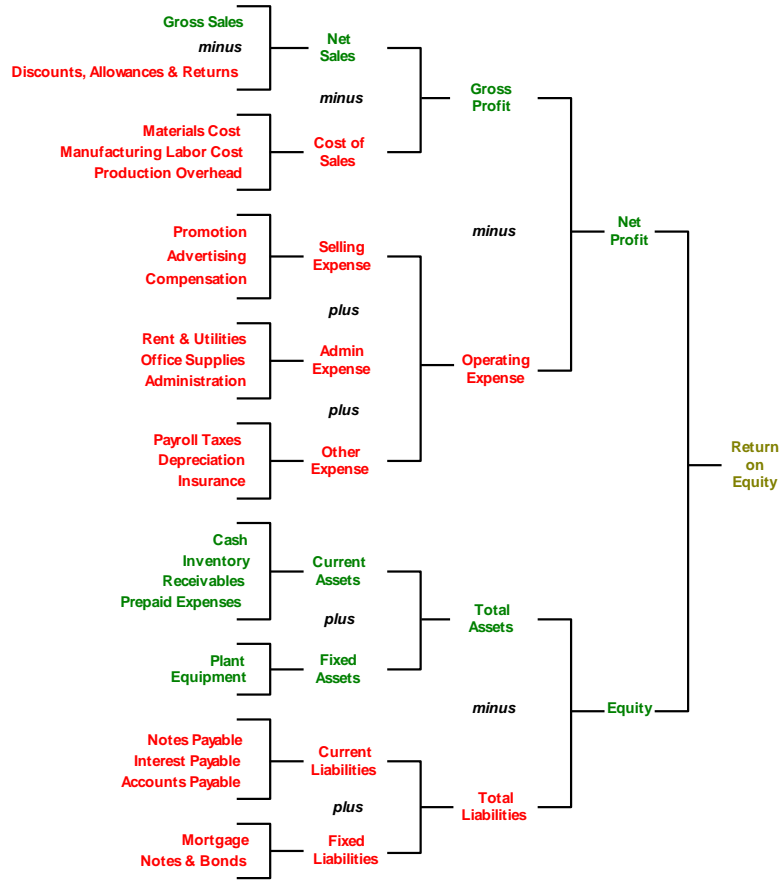 Gross Sales
minus
Discounts, Allowances & Returns
Net
Sales
minus
Materials Cost
Manufacturing Labor Cost
Production Overhead
Cost of
Sales
Gross
Profit
minus
Promotion
Advertising
Compensation
Selling
Expense
plus
Rent & Utilities
Office Supplies
Administration
Admin
Expense
plus
Payroll Taxes
Depreciation
Insurance
Other
Expense
Operating
Expense
Net
Profit
Cash
Inventory
Receivables
Prepaid Expenses
Current
Assets
plus
Plant
Equipment
Fixed
Assets
Total
Assets
minus
Notes Payable
Interest Payable
Accounts Payable
Current
Liabilities
plus
Mortgage
Notes & Bonds
Fixed
Liabilities
Total
Liabilities
Equity
Return
on
Equity